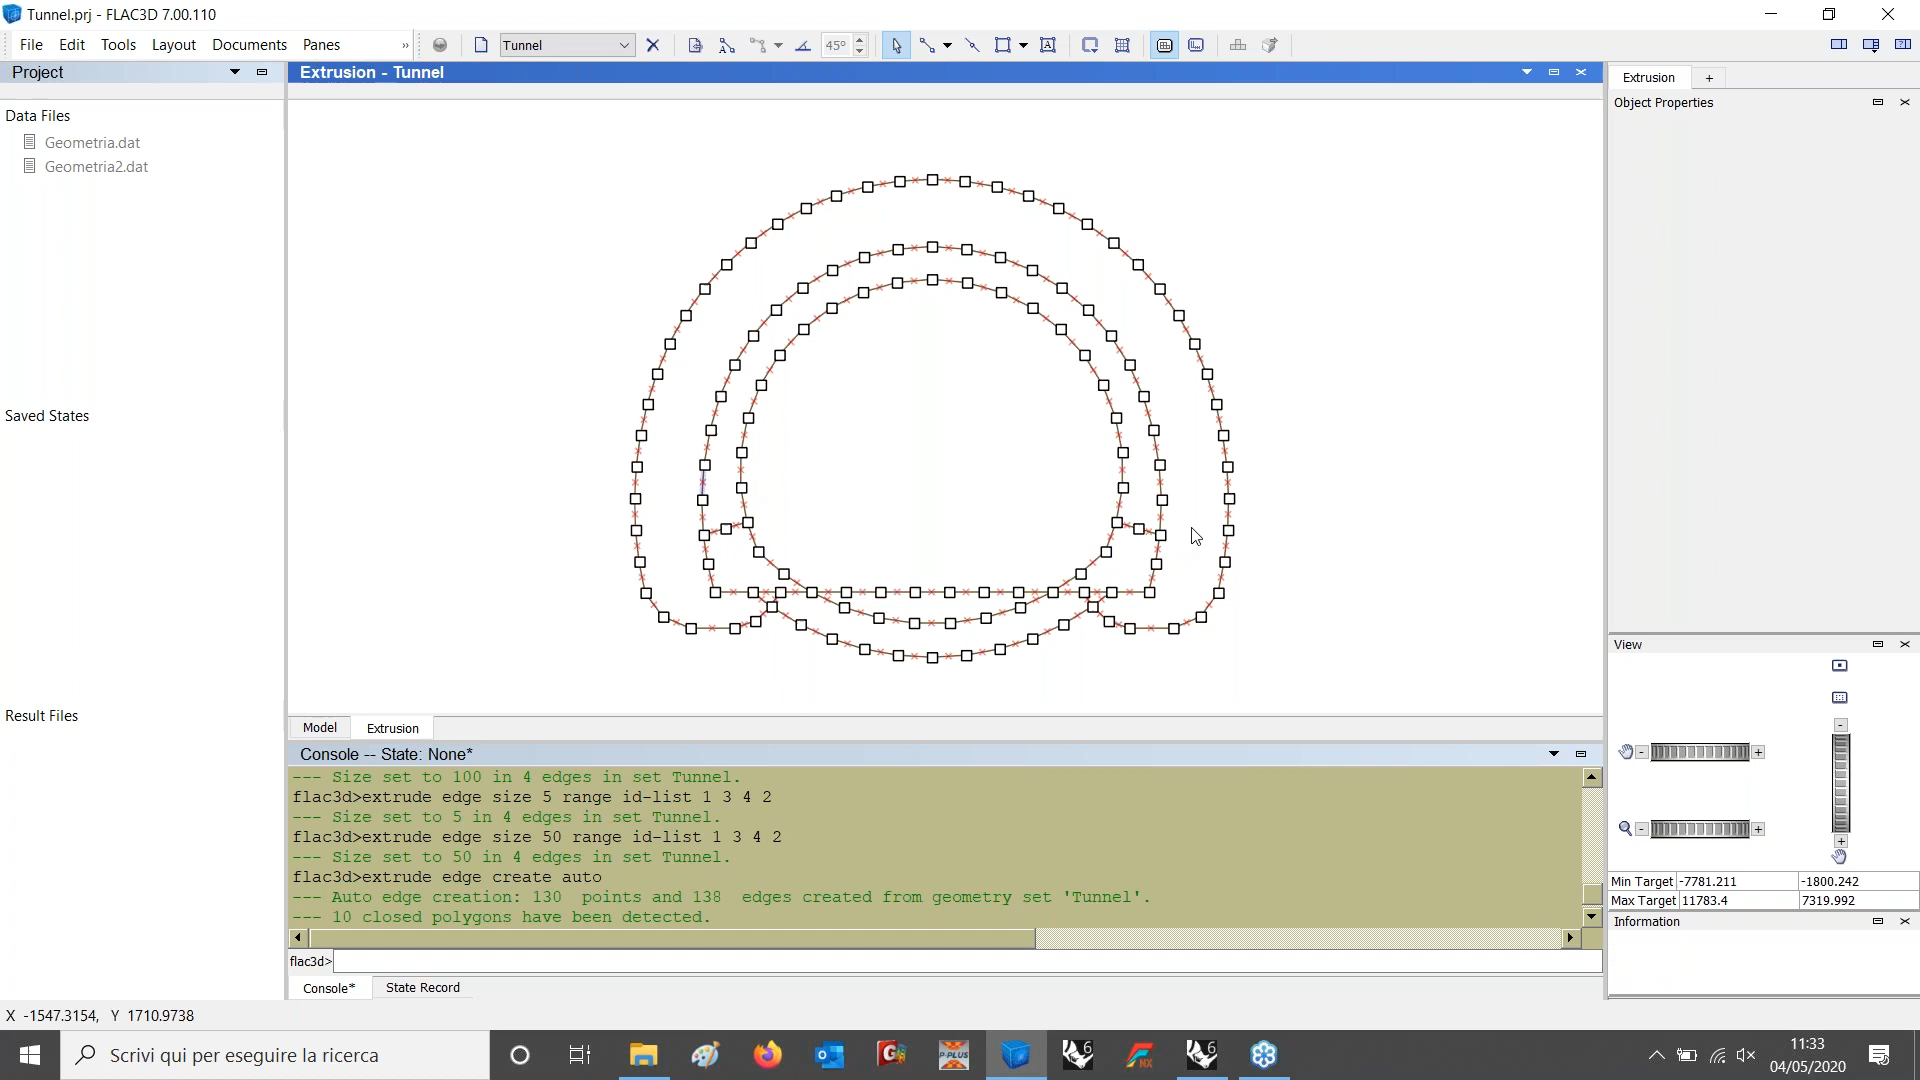 Tunnel.prj - FLAC3D 7.00.110
File Edit Tools Layout Documents Panes »
Tunnel
45°
Project
Extrusion - Tunnel
Extrusion +
Object Properties
Data Files
Geometria.dat
Geometria2.dat
Saved States
Result Files
Model Extrusion
Console -- State: None*
--- Size set to 100 in 4 edges in set Tunnel.
flac3d>extrude edge size 5 range id-list 1 3 4 2
--- Size set to 5 in 4 edges in set Tunnel.
flac3d>extrude edge size 50 range id-list 1 3 4 2
--- Size set to 50 in 4 edges in set Tunnel.
flac3d>extrude edge create auto
--- Auto edge creation: 130 points and 138 edges created from geometry set 'Tunnel'.
--- 10 closed polygons have been detected.
flac3d>
Console* State Record
View
Min Target -7781.211 -1800.242
Max Target 11783.4 7319.992
Information
X -1547.3154, Y 1710.9738
Scrivi qui per eseguire la ricerca
P-PLUS
6
NX
6
11:33
04/05/2020